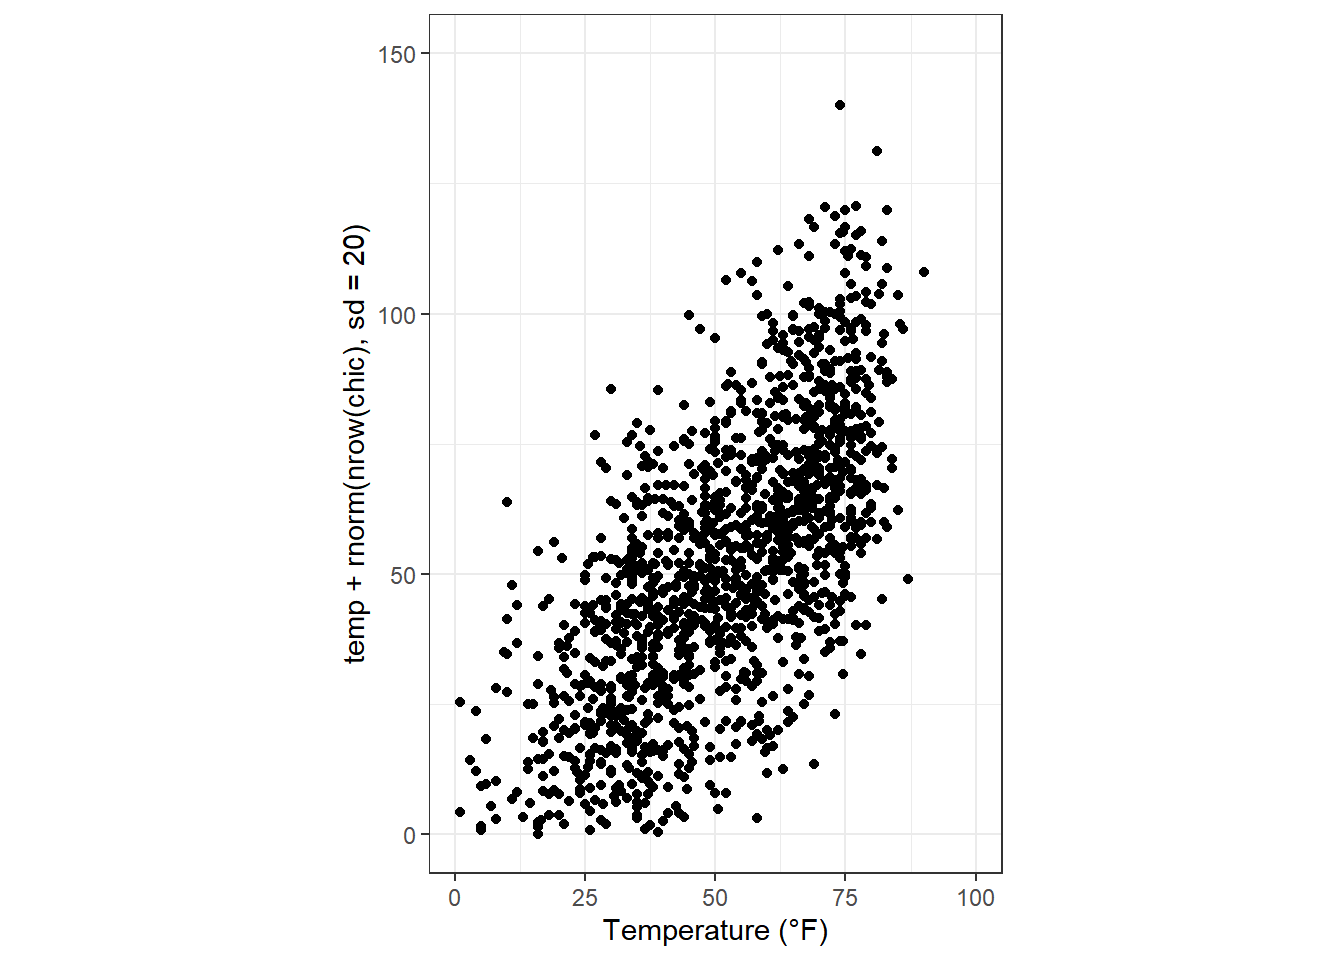 150
100
50
0
temp + rnorm(nrow(chic), sd = 20)
0 25 50 75 100
Temperature (°F)